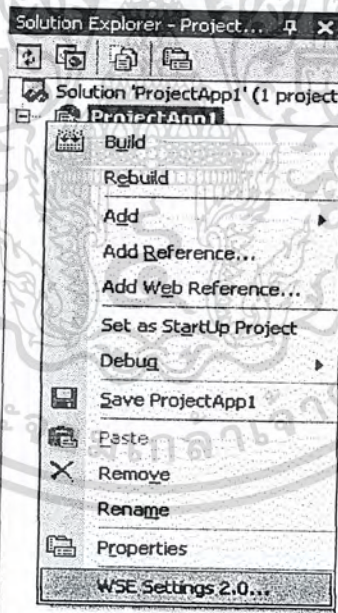 Solution Explorer - Project...
Solution 'ProjectApp1' (1 project
ProjectApp1
Build
Rebuild
Add
Add Reference...
Add Web Reference...
Set as StartUp Project
Debug
Save ProjectApp1
Paste
Remove
Rename
Properties
WSE Settings 2.0...